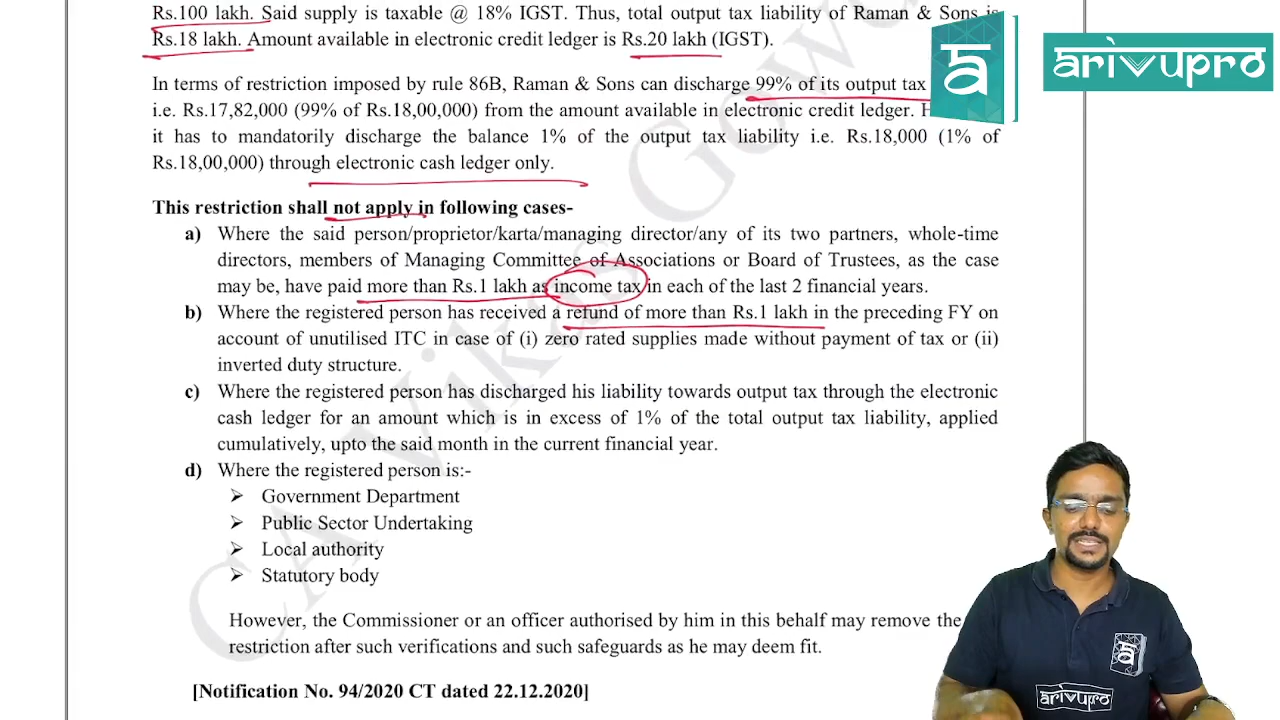 Rs.100 lakh. Said supply is taxable @ 18% IGST. Thus, total output tax liability of Raman & Sons is
Rs.18 lakh. Amount available in electronic credit ledger is Rs.20 lakh (IGST).
In terms of restriction imposed by rule 86B, Raman & Sons can discharge 99% of its output tax
i.e. Rs.17,82,000 (99% of Rs.18,00,000) from the amount available in electronic credit ledger.
it has to mandatorily discharge the balance 1% of the output tax liability i.e. Rs.18,000 (1% of
Rs.18,00,000) through electronic cash ledger only.
This restriction shall not apply in following cases-
a) Where the said person/proprietor/karta/managing director/any of its two partners, whole-time
directors, members of Managing Committee of Associations or Board of Trustees, as the case
may be, have paid more than Rs.1 lakh as income tax in each of the last 2 financial years.
b) Where the registered person has received a refund of more than Rs.1 lakh in the preceding FY on
account of unutilised ITC in case of (i) zero rated supplies made without payment of tax or (ii)
inverted duty structure.
c) Where the registered person has discharged his liability towards output tax through the electronic
cash ledger for an amount which is in excess of 1% of the total output tax liability, applied
cumulatively, upto the said month in the current financial year.
d) Where the registered person is:-
➢ Government Department
➢ Public Sector Undertaking
➢ Local authority
➢ Statutory body
However, the Commissioner or an officer authorised by him in this behalf may remove the
restriction after such verifications and such safeguards as he may deem fit.
[Notification No. 94/2020 CT dated 22.12.2020]
CA Vikas Gowda
arivupro
arivupro